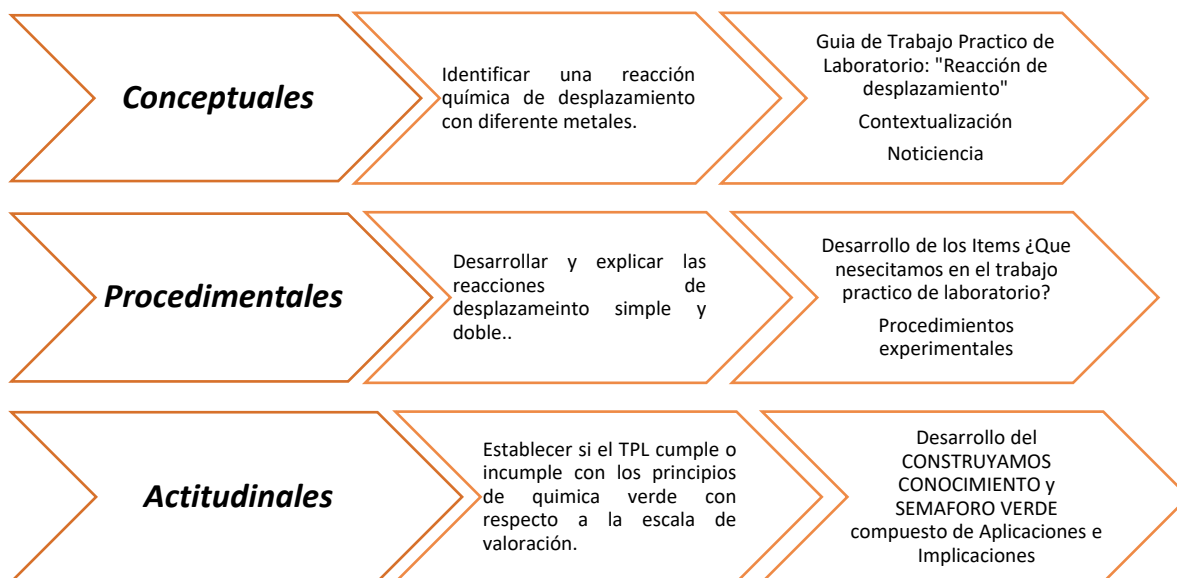 Conceptuales
Identificar una reacción
química de desplazamiento
con diferente metales.
Guia de Trabajo Practico de
Laboratorio: "Reacción de
desplazamiento"
Contextualización
Noticiencia
Procedimentales
Desarrollar y explicar las
reacciones de
desplazameinto simple y
doble..
Desarrollo de los Items ¿Que
nesecitamos en el trabajo
practico de laboratorio?
Procedimientos
experimentales
Actitudinales
Establecer si el TPL cumple o
incumple con los principios
de quimica verde con
respecto a la escala de
valoración.
Desarrollo del
CONSTRUYAMOS
CONOCIMIENTO y
SEMAFORO VERDE
compuesto de Aplicaciones e
Implicaciones